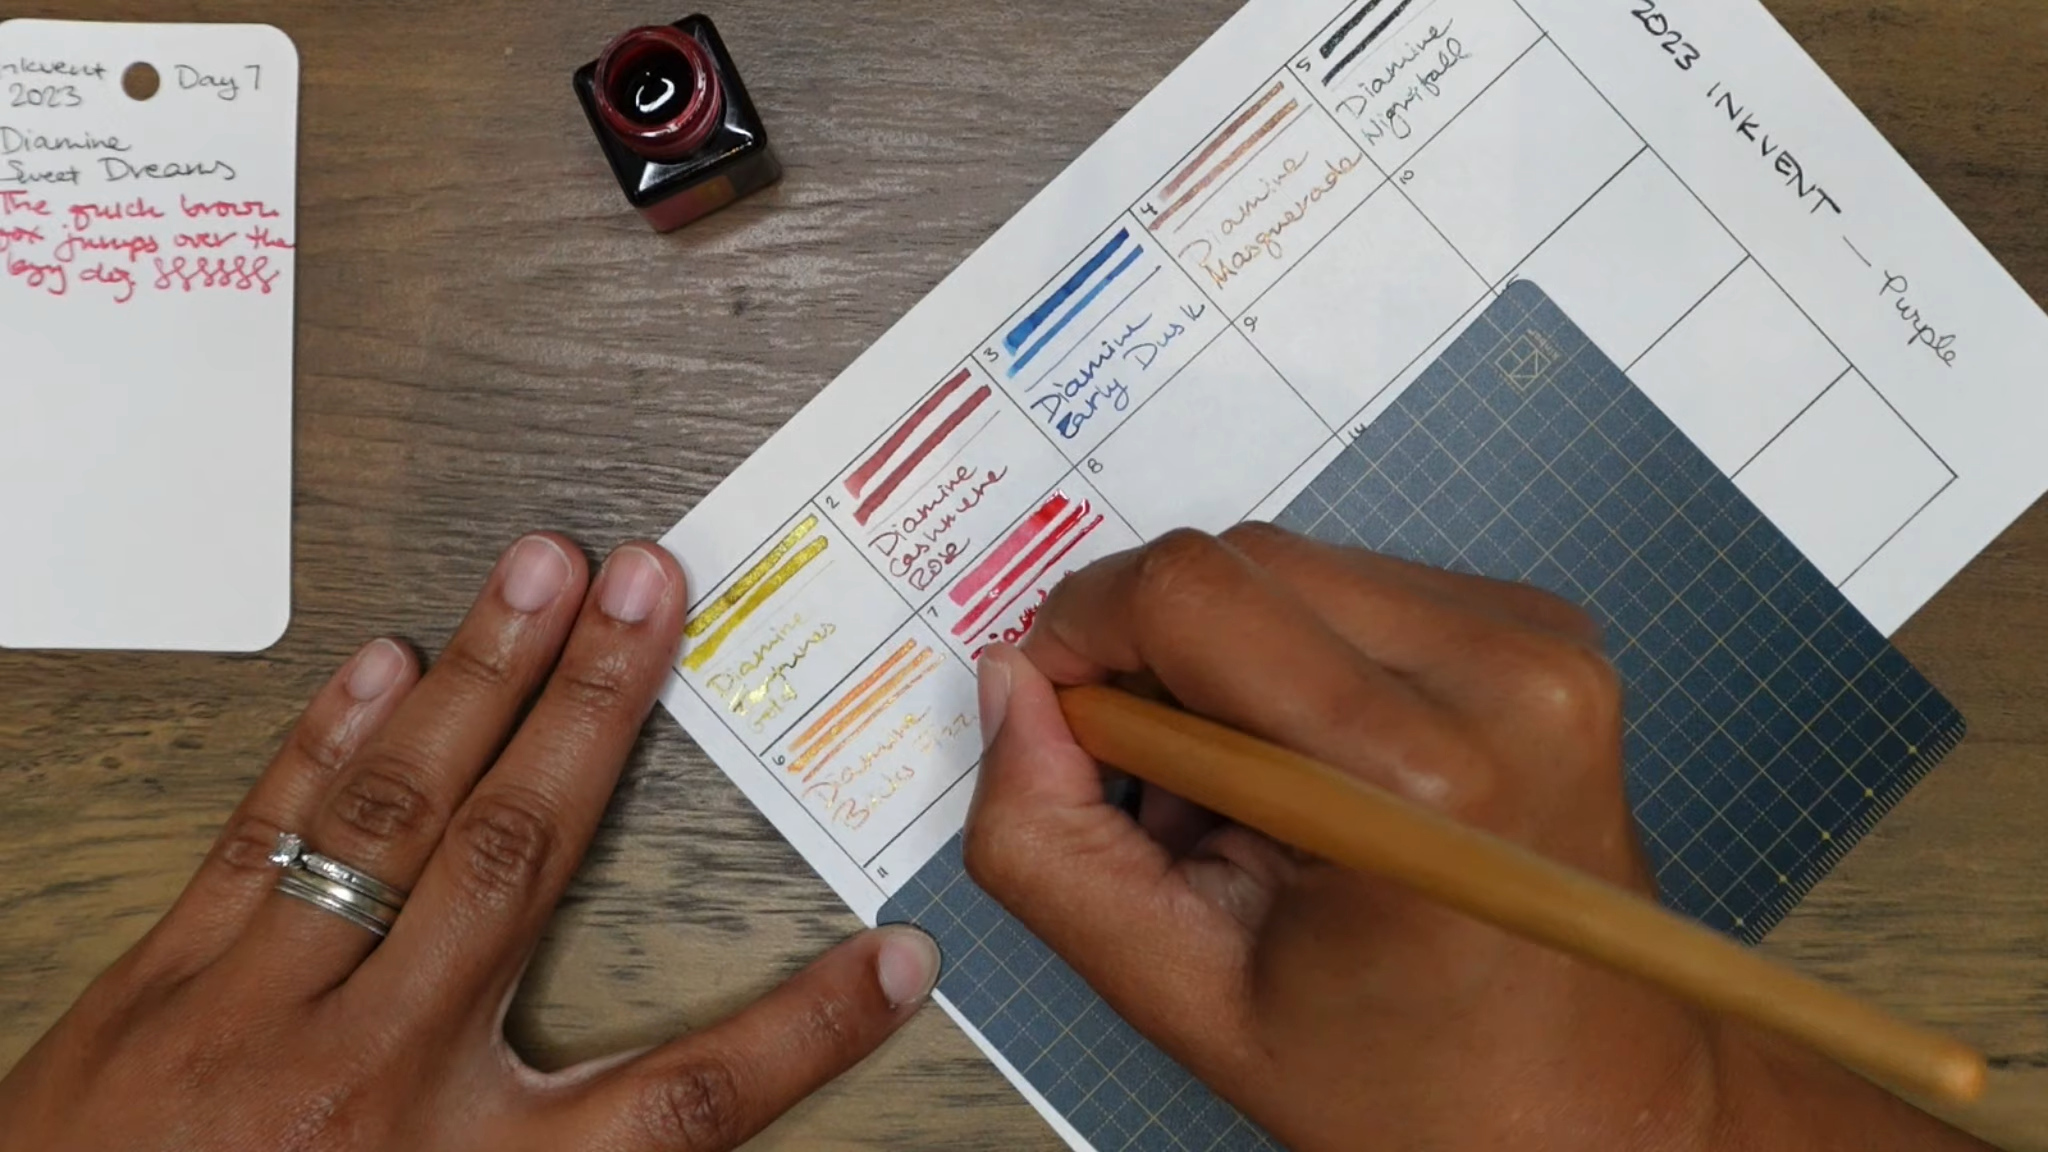 Inkvent Day 7
2023
Diamine
Sweet Dreams
The quick brown
fox jumps over the
lazy dog
2023 INKVENT — Purple
Diamine
Gold
2
Diamine
Cashmere
Rose
3
Diamine
Early Dusk
4
Diamine
Masquerade
5
Diamine
Nightfall
6
Diamine
Fizz
7
8
9
10
11
14